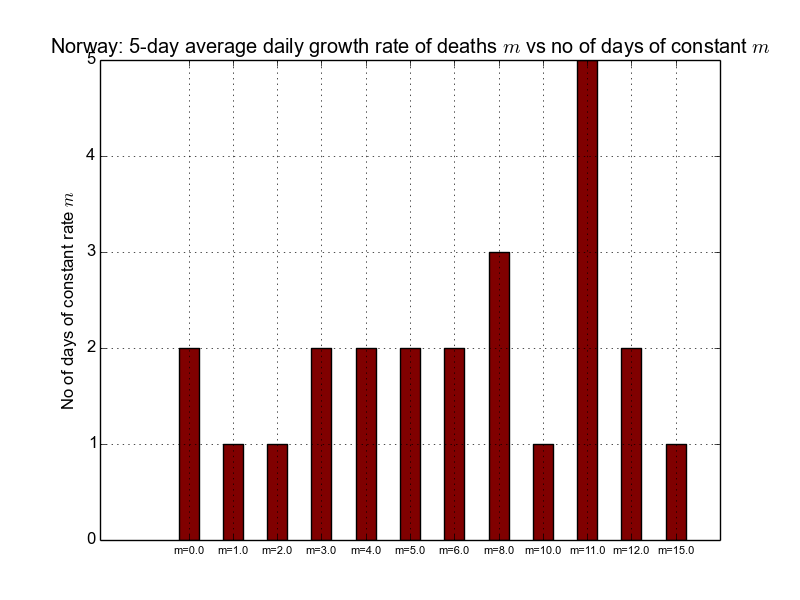 Norway: 5-day average daily growth rate of deaths m vs no of days of constant m
No of days of constant rate m
5
4
3
2
1
0
m=0.0 m=1.0 m=2.0 m=3.0 m=4.0 m=5.0 m=6.0 m=8.0 m=10.0 m=11.0 m=12.0 m=15.0